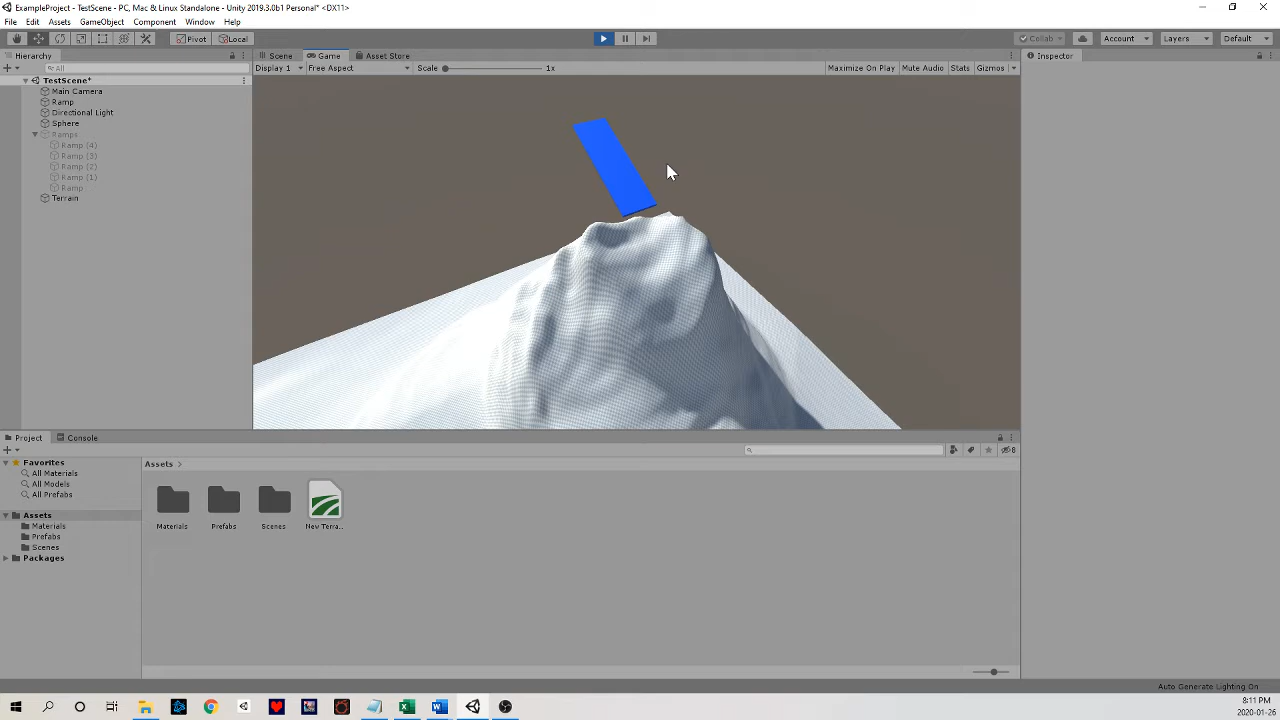 ExampleProject - TestScene - PC, Mac & Linux Standalone - Unity 2019.3.0b1 Personal* <DX11>
File Edit Assets GameObject Component Window Help
Pivot Local Collab Account Layers Default
Hierarchy
All
TestScene*
Main Camera
Ramp
Directional Light
Sphere
Ramps
Ramp (4)
Ramp (3)
Ramp (2)
Ramp (1)
Ramp
Terrain
Scene Game Asset Store
Display 1 Free Aspect Scale 1x Maximize On Play Mute Audio Stats Gizmos
Inspector
Project Console
8
Favorites
All Materials
All Models
All Prefabs
Assets
Materials
Prefabs
Scenes
Packages
Assets
Materials Prefabs Scenes New Terra...
Auto Generate Lighting On
8:11 PM
2020-01-26